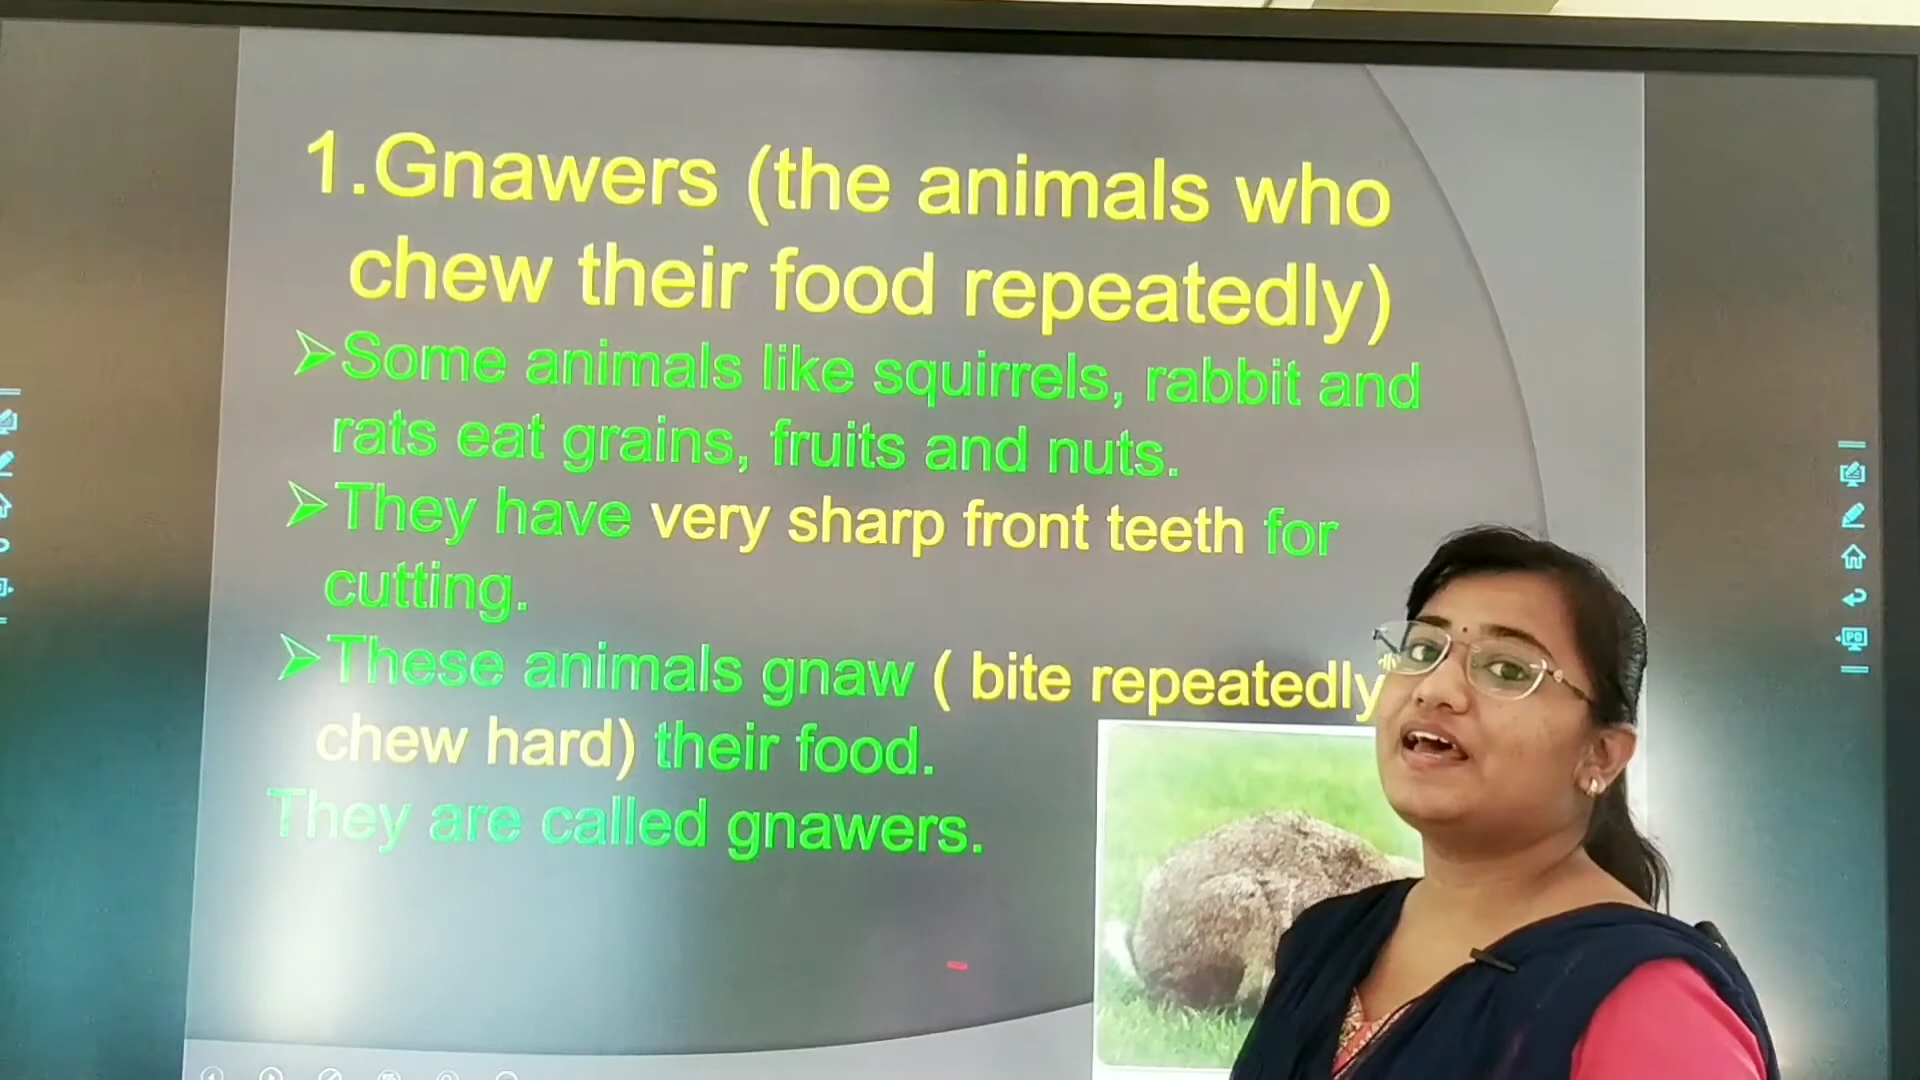 1.Gnawers (the animals who
chew their food repeatedly)
➢Some animals like squirrels, rabbit and
rats eat grains, fruits and nuts.
➢They have very sharp front teeth for
cutting.
➢These animals gnaw ( bite repeatedly
chew hard) their food.
They are called gnawers.